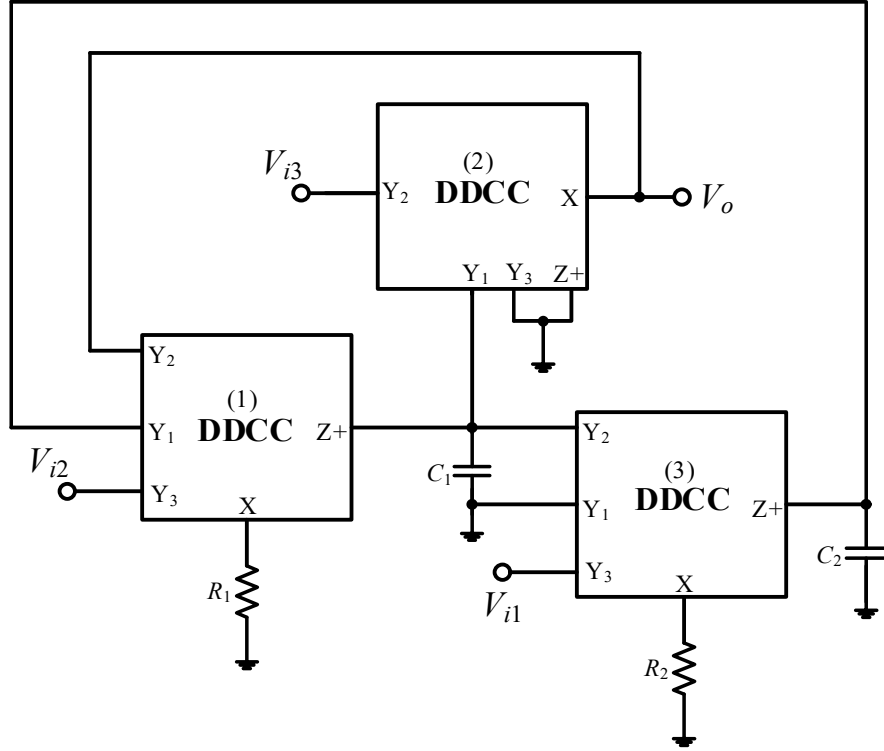 (2)
DDCC
V_{i3}
Y_2
X
V_o
Y_1 Y_3 Z+
Y_2
(1)
DDCC
Y_1
Z+
V_{i2}
Y_3
X
R_1
C_1
Y_2
(3)
DDCC
Y_1
Z+
Y_3
V_{i1}
X
R_2
C_2